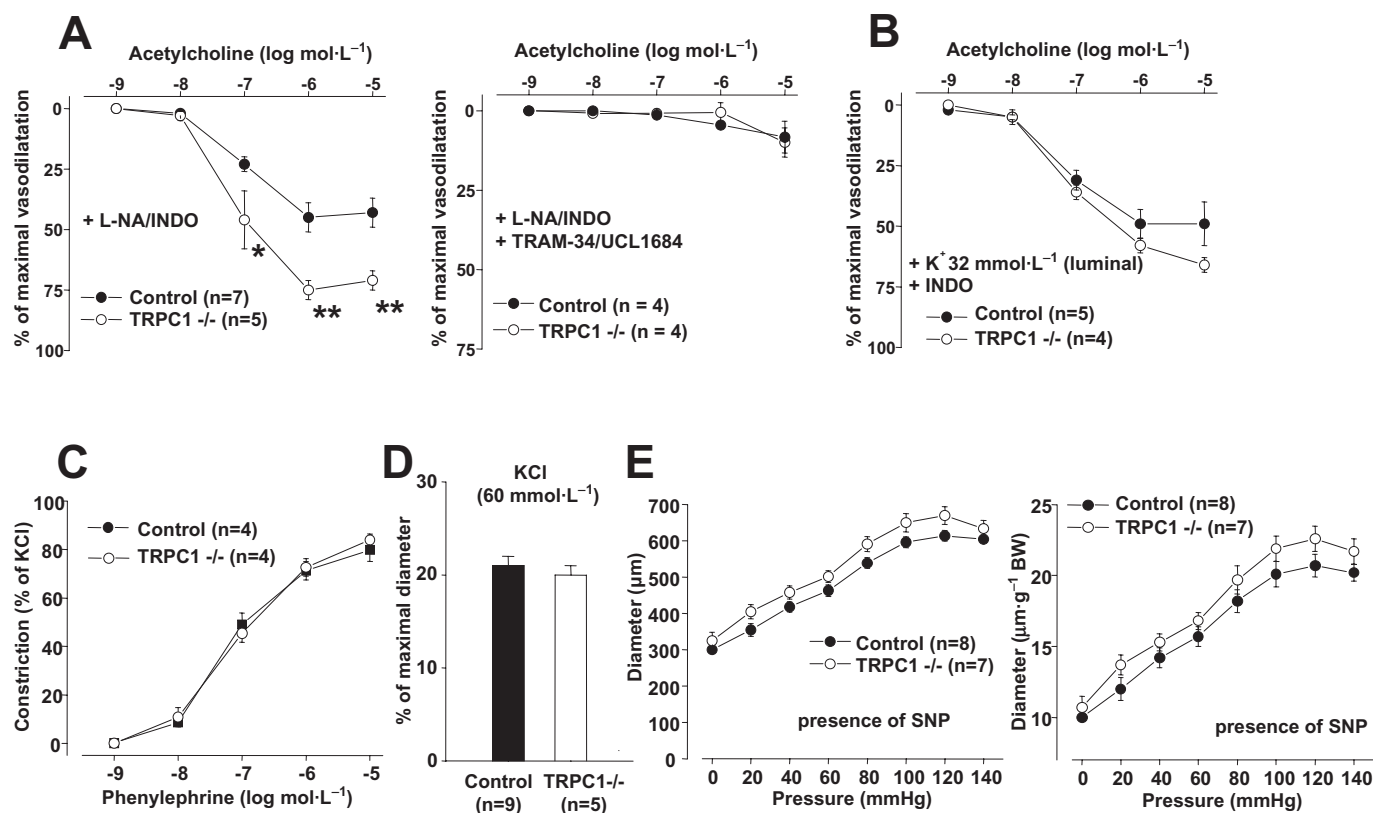 A
Acetylcholine (log mol·L⁻¹)
-9 -8 -7 -6 -5
% of maximal vasodilatation
0
25
50
75
100
+ L-NA/INDO
*
**
**
Control (n=7)
TRPC1 -/- (n=5)
Acetylcholine (log mol·L⁻¹)
-9 -8 -7 -6 -5
% of maximal vasodilatation
0
25
50
75
+ L-NA/INDO
+ TRAM-34/UCL1684
Control (n = 4)
TRPC1 -/- (n = 4)
B
Acetylcholine (log mol·L⁻¹)
-9 -8 -7 -6 -5
% of maximal vasodilatation
0
25
50
75
100
+ K⁺ 32 mmol·L⁻¹ (luminal)
+ INDO
Control (n=5)
TRPC1 -/- (n=4)
C
Constriction (% of KCl)
100
80
60
40
20
0
Control (n=4)
TRPC1 -/- (n=4)
-9 -8 -7 -6 -5
Phenylephrine (log mol·L⁻¹)
D
KCl
(60 mmol·L⁻¹)
% of maximal diameter
30
20
10
0
Control TRPC1-/-
(n=9) (n=5)
E
Diameter (µm)
700
600
500
400
300
200
100
0
Control (n=8)
TRPC1 -/- (n=7)
presence of SNP
0 20 40 60 80 100 120 140
Pressure (mmHg)
Diameter (µm·g⁻¹ BW)
25
20
15
10
Control (n=8)
TRPC1 -/- (n=7)
presence of SNP
0 20 40 60 80 100 120 140
Pressure (mmHg)